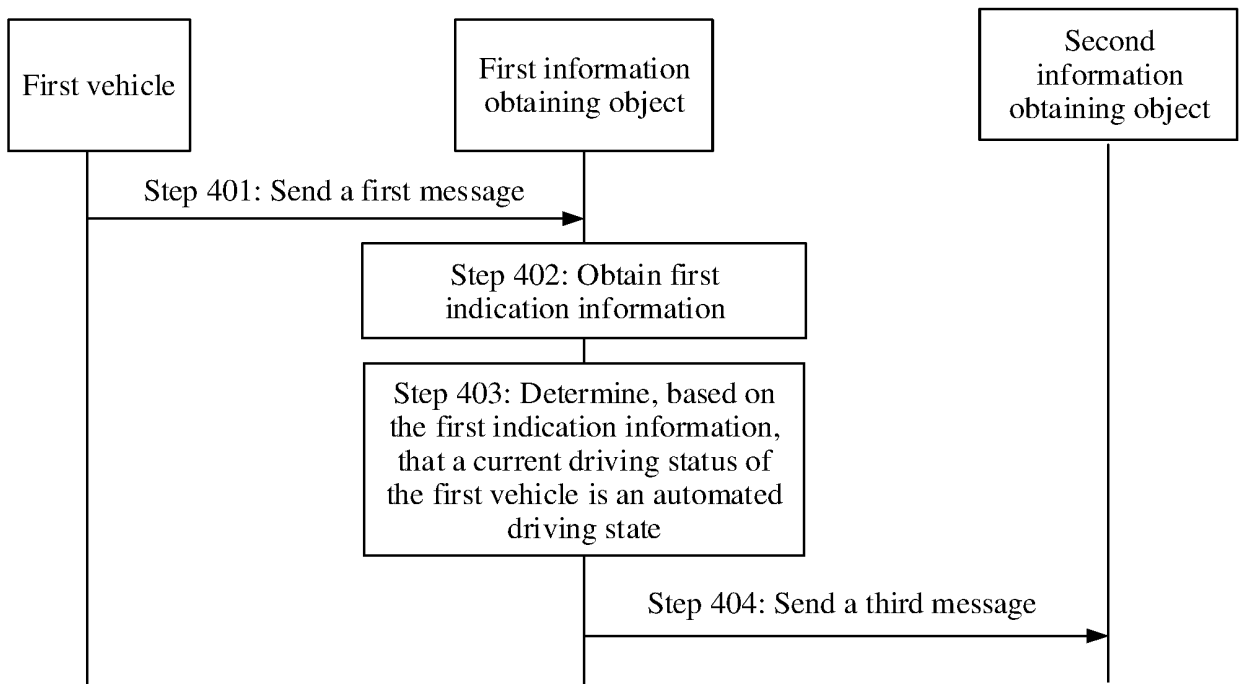 First vehicle
First information
obtaining object
Second
information
obtaining object
Step 401: Send a first message
Step 402: Obtain first
indication information
Step 403: Determine, based on
the first indication information,
that a current driving status of
the first vehicle is an automated
driving state
Step 404: Send a third message